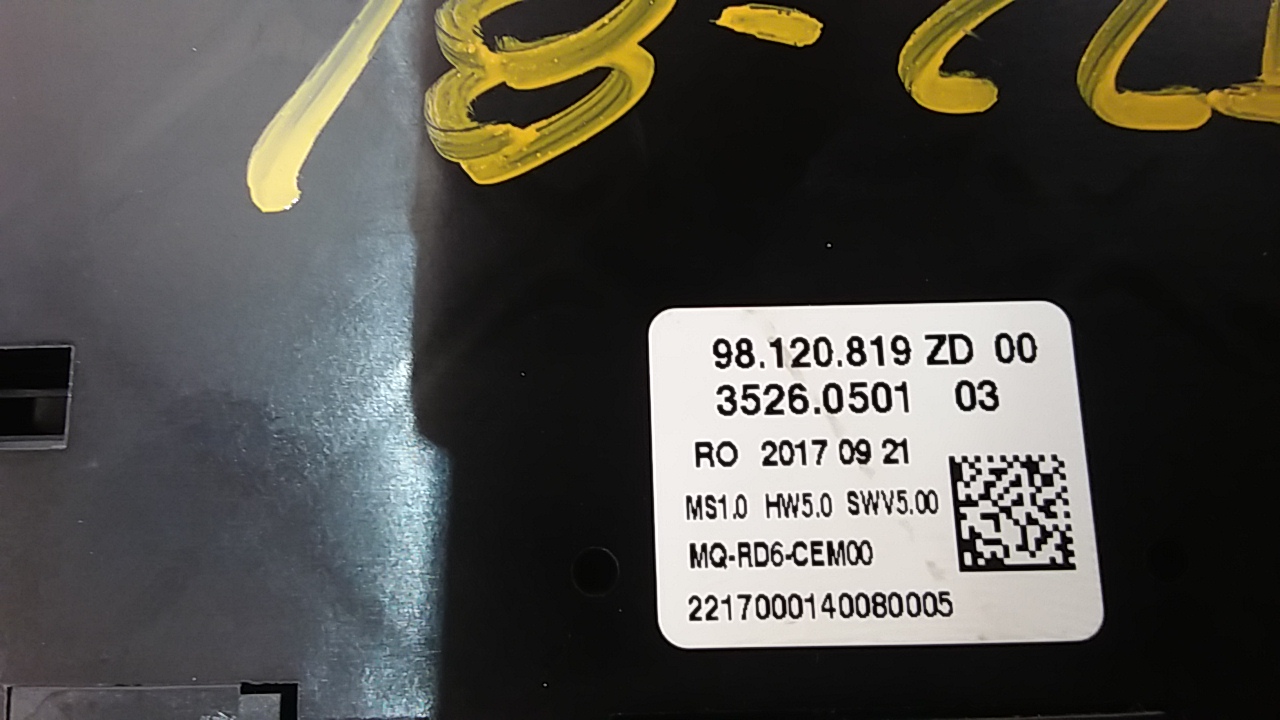 98.120.819 ZD 00
3526.0501 03
RO 2017 09 21
MS1.0 HW5.0 SWV5.00
MQ-RD6-CEM00
2217000140080005